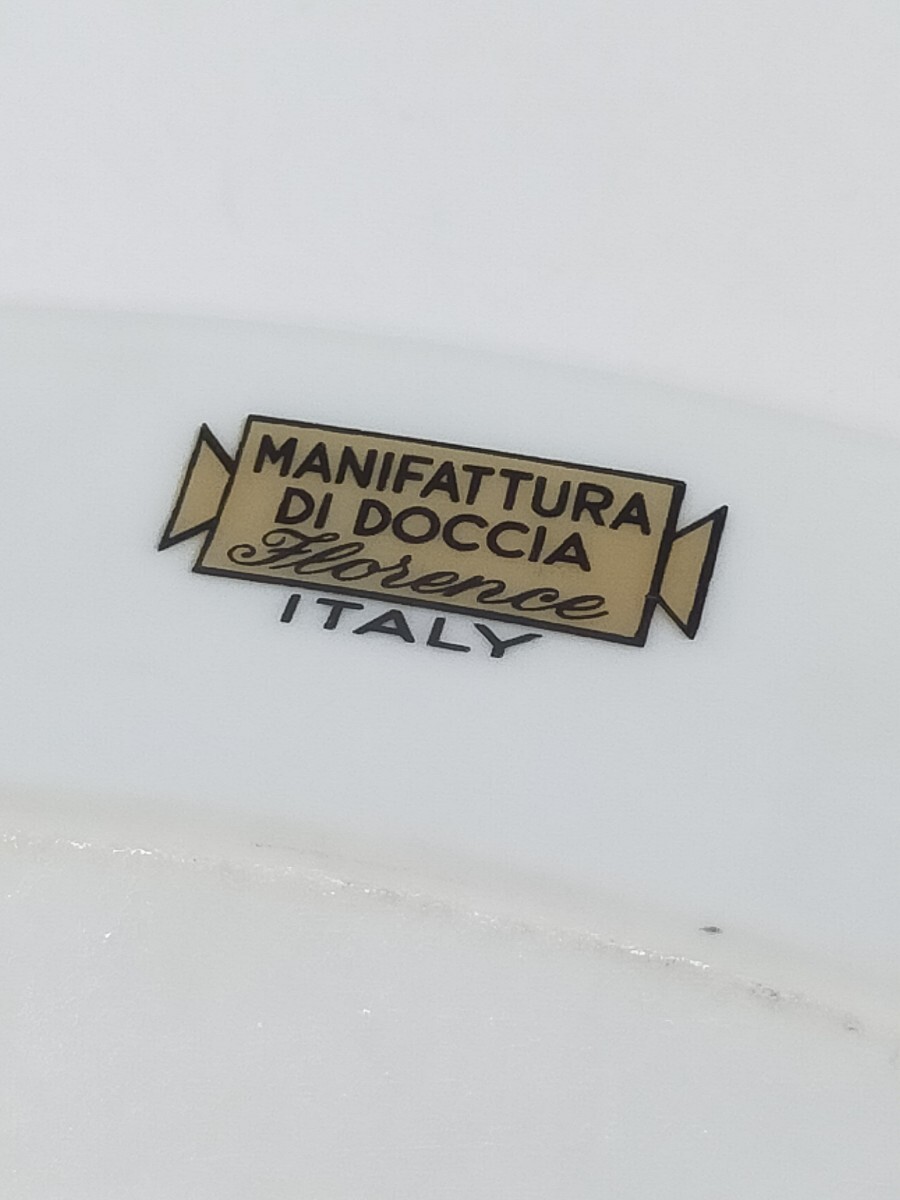 MANIFATTURA
DI DOCCIA
Florence
ITALY